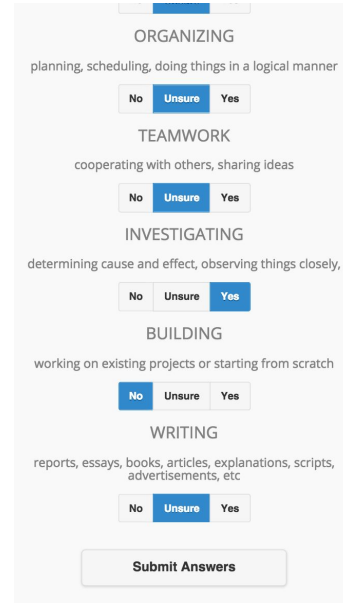 ORGANIZING
planning, scheduling, doing things in a logical manner
No Unsure Yes
TEAMWORK
cooperating with others, sharing ideas
No Unsure Yes
INVESTIGATING
determining cause and effect, observing things closely,
No Unsure Yes
BUILDING
working on existing projects or starting from scratch
No Unsure Yes
WRITING
reports, essays, books, articles, explanations, scripts,
advertisements, etc
No Unsure Yes
Submit Answers